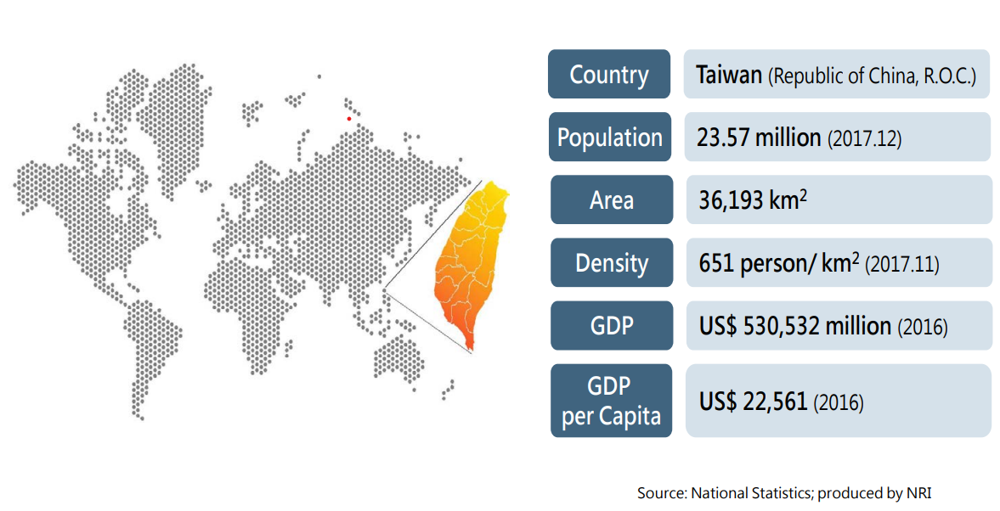 Country
Taiwan (Republic of China, R.O.C.)
Population
23.57 million (2017.12)
Area
36,193 km²
Density
651 person/ km² (2017.11)
GDP
US$ 530,532 million (2016)
GDP
per Capita
US$ 22,561 (2016)
Source: National Statistics; produced by NRI